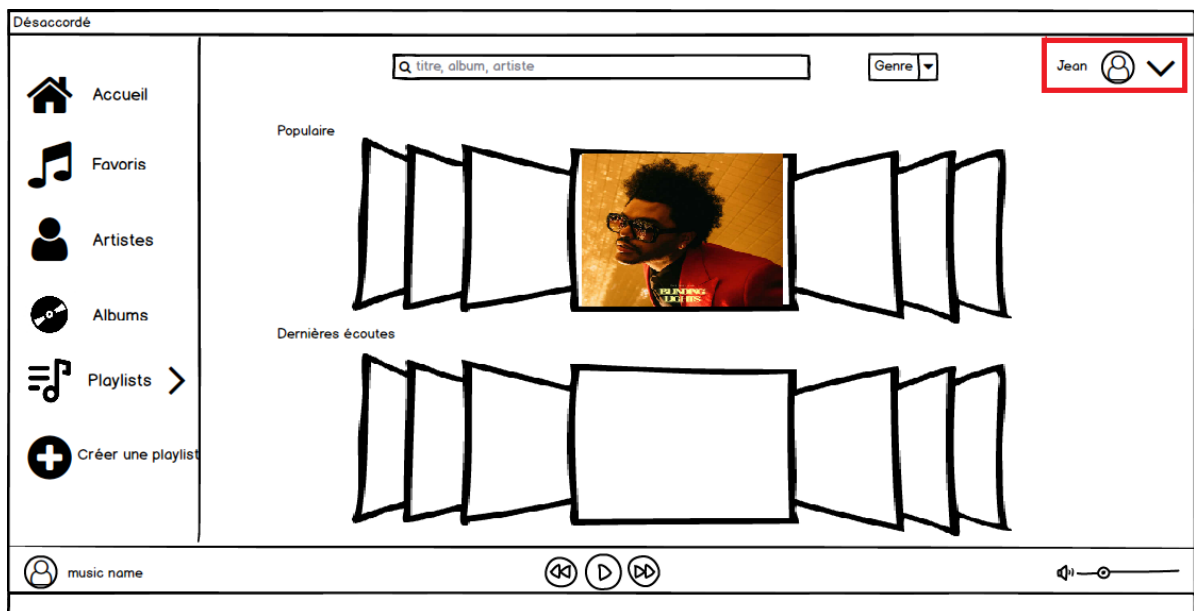 Désaccordé
titre, album, artiste
Genre
Jean
Accueil
Favoris
Artistes
Albums
Playlists
Créer une playlist
Populaire
BLINDING
LIGHTS
Dernières écoutes
music name